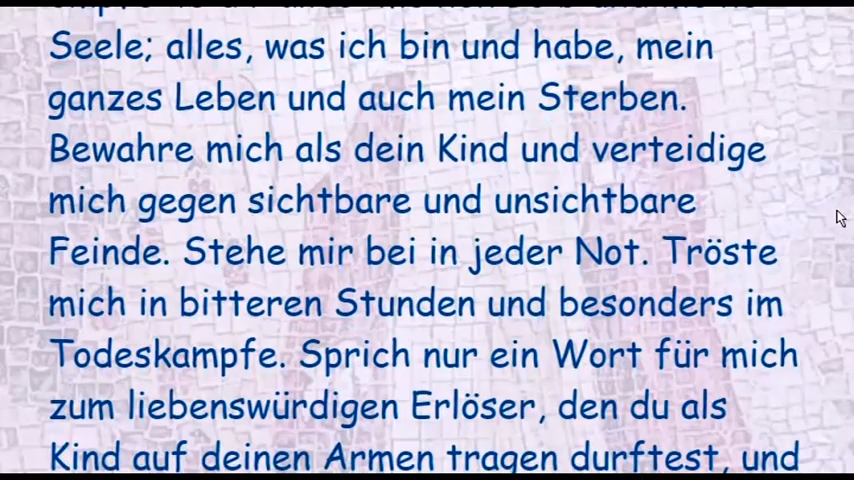 Seele; alles, was ich bin und habe, mein
ganzes Leben und auch mein Sterben.
Bewahre mich als dein Kind und verteidige
mich gegen sichtbare und unsichtbare
Feinde. Stehe mir bei in jeder Not. Tröste
mich in bitteren Stunden und besonders im
Todeskampfe. Sprich nur ein Wort für mich
zum liebenswürdigen Erlöser, den du als
Kind auf deinen Armen tragen durftest, und